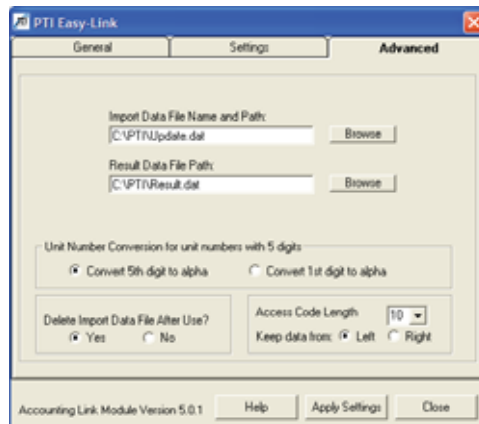 PTI Easy-Link
General Settings Advanced
Import Data File Name and Path:
C:\PTI\Update.dat Browse
Result Data File Path:
C:\PTI\Result.dat Browse
Unit Number Conversion for unit numbers with 5 digits
Convert 5th digit to alpha Convert 1st digit to alpha
Delete Import Data File After Use?
Yes No
Access Code Length 10
Keep data from: Left Right
Accounting Link Module Version 5.0.1 Help Apply Settings Close